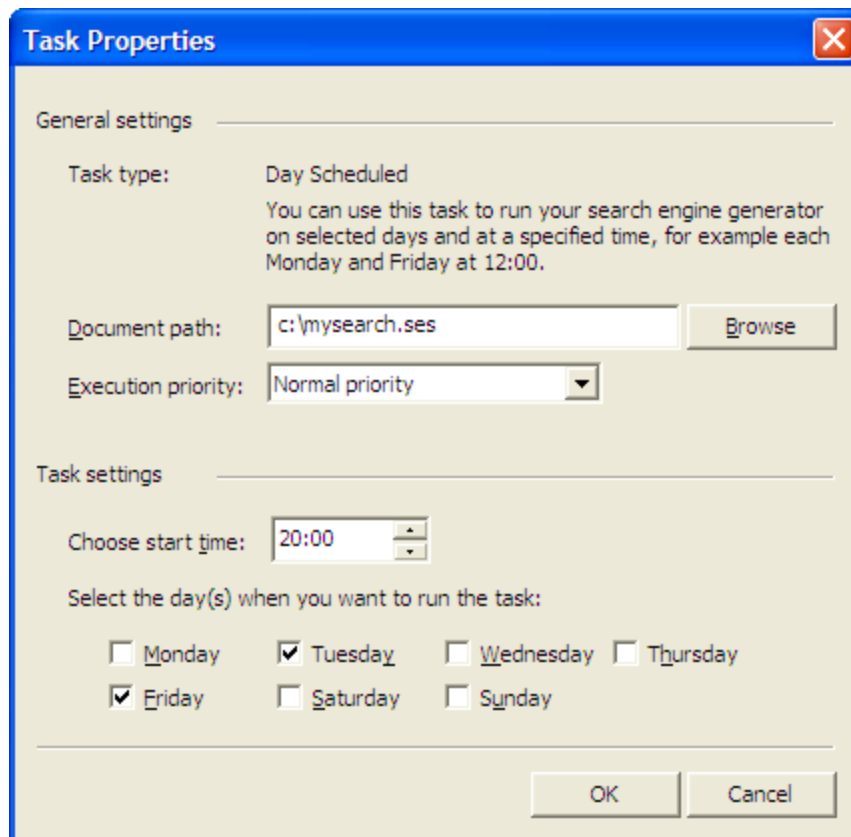 Task Properties
General settings
Task type: Day Scheduled
You can use this task to run your search engine generator
on selected days and at a specified time, for example each
Monday and Friday at 12:00.
Document path: c:\mysearch.ses Browse
Execution priority: Normal priority
Task settings
Choose start time: 20:00
Select the day(s) when you want to run the task:
Monday Tuesday Wednesday Thursday
Friday Saturday Sunday
OK Cancel